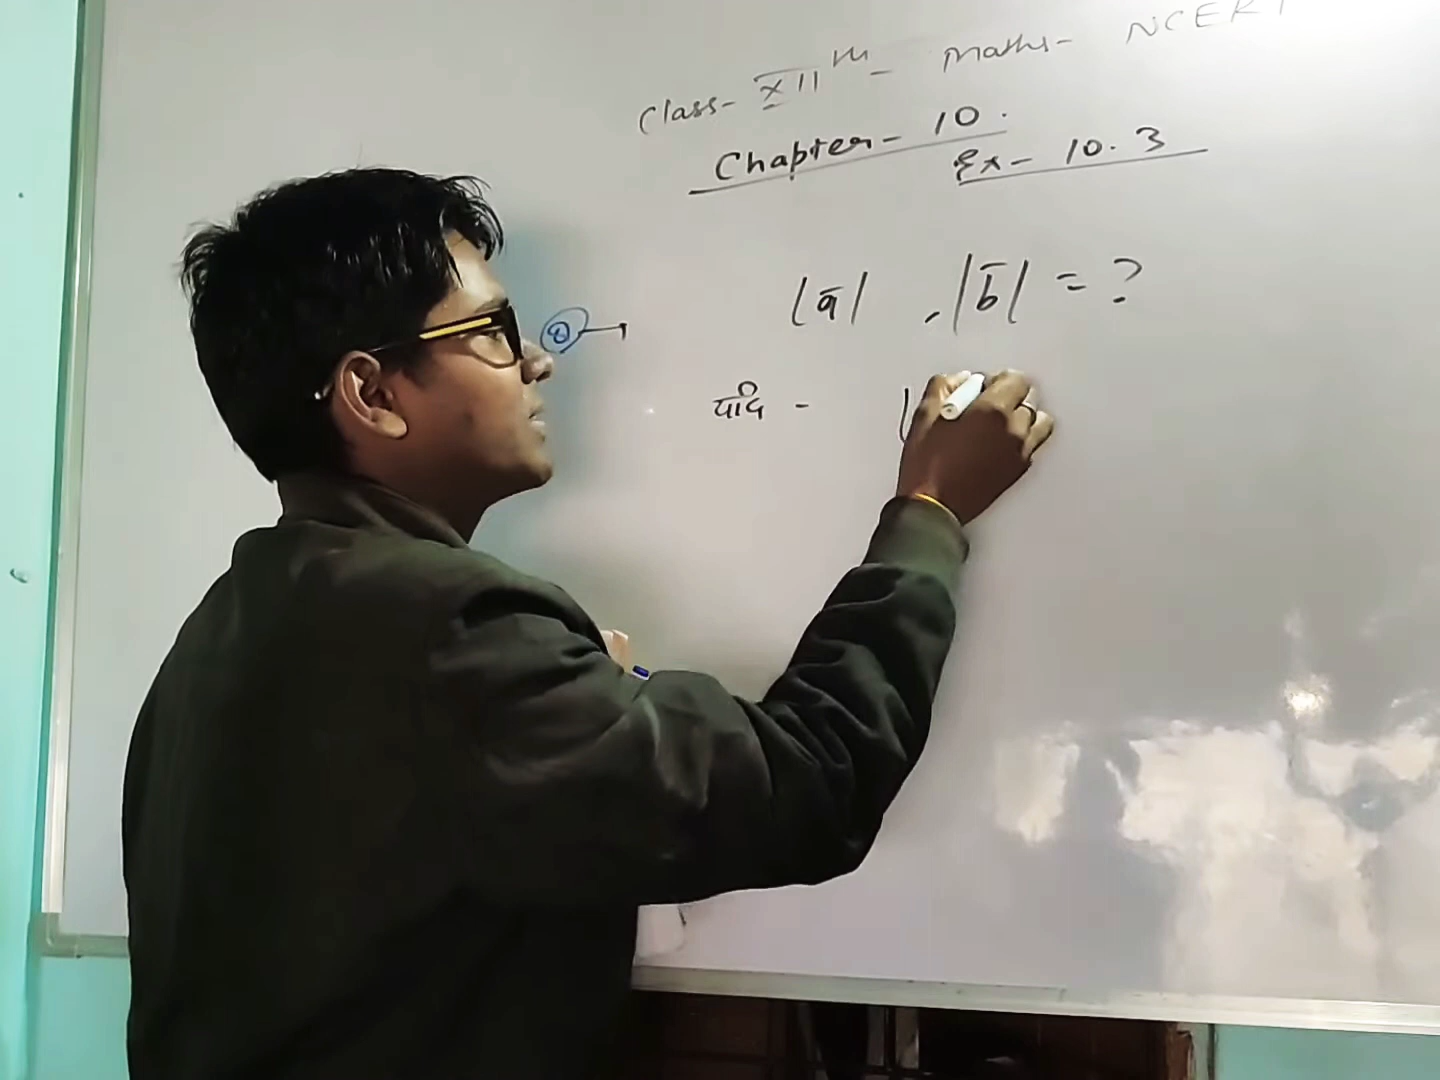 Class- XIIth - Maths- NCERT
Chapter- 10.
Ex- 10.3
|ā| , |b̄| = ?
यदि -